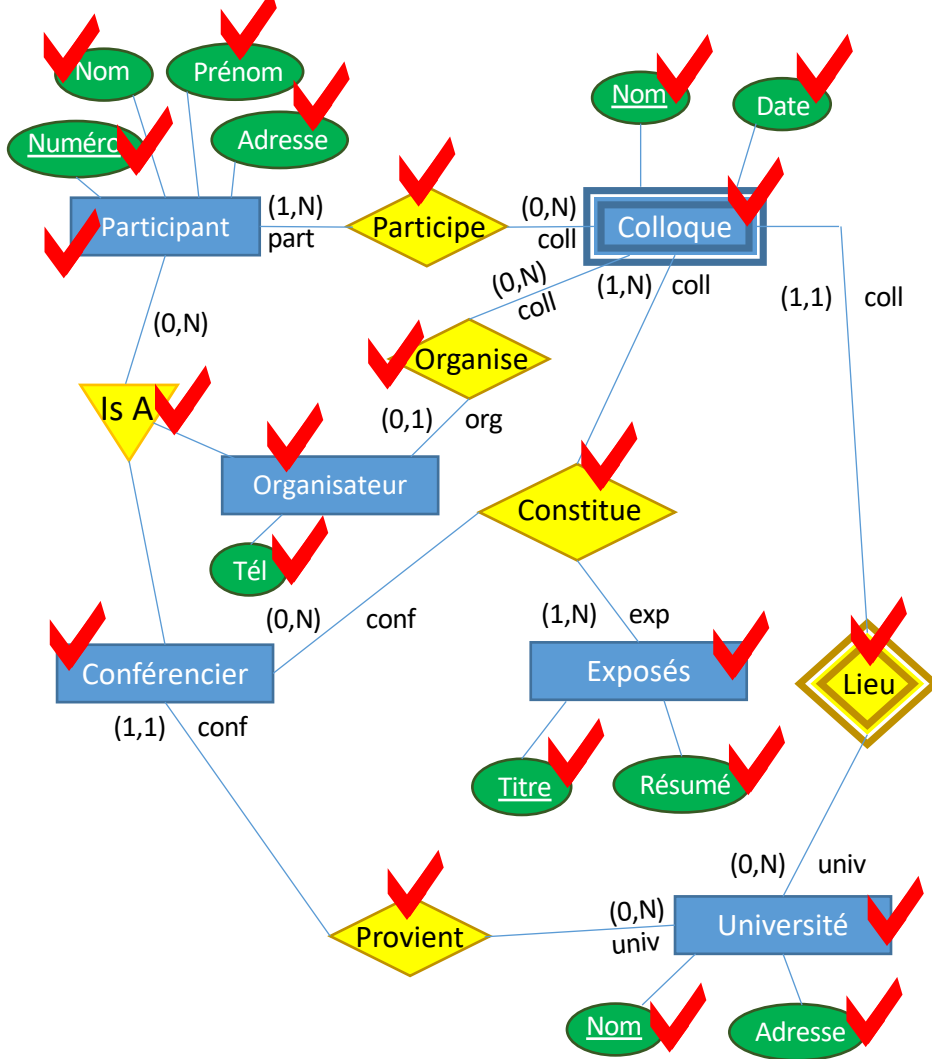 Nom
Prénom
Numéro
Adresse
Nom
Date
Participant
(1,N)
part
Participe
(0,N)
coll
Colloque
(0,N)
coll
(1,N) coll
(1,1) coll
(0,N)
Is A
Organise
(0,1) org
Organisateur
Constitue
Tél
(0,N) conf
(1,N) exp
Conférencier
Exposés
Lieu
(1,1) conf
Titre
Résumé
(0,N) univ
Provient
(0,N)
univ
Université
Nom
Adresse